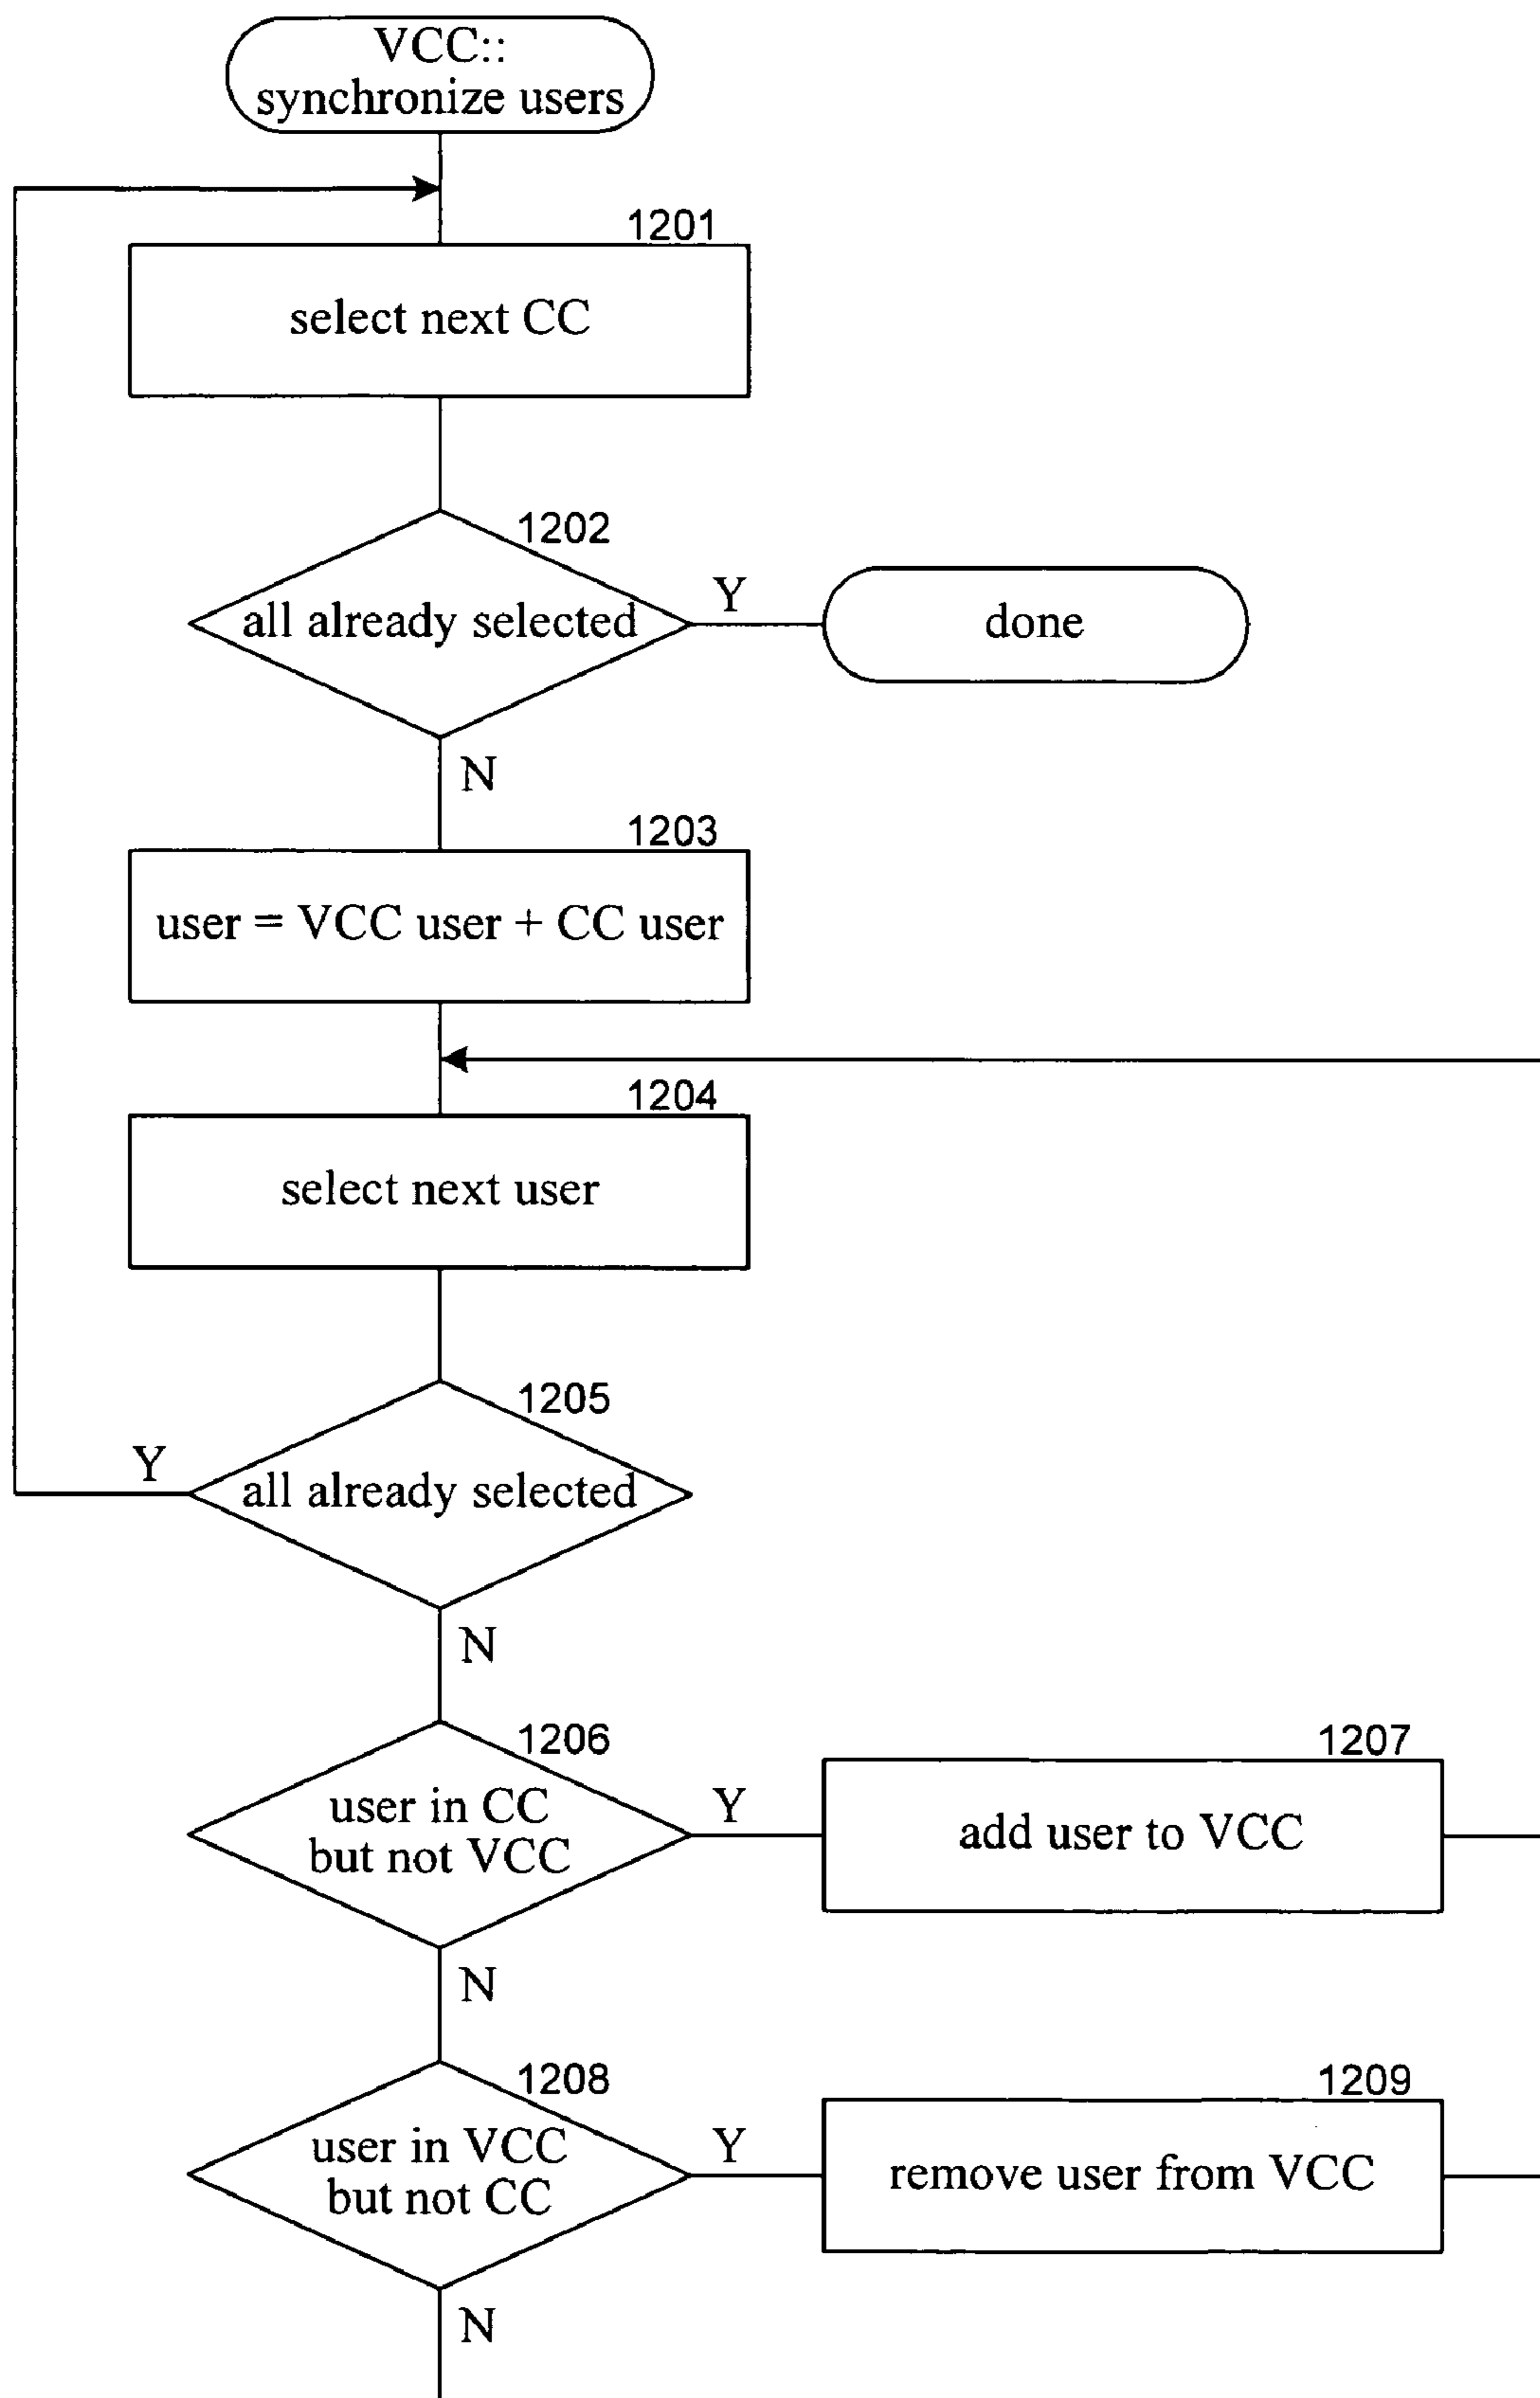 VCC::
synchronize users
1201
select next CC
1202
all already selected
Y
done
N
1203
user = VCC user + CC user
1204
select next user
1205
all already selected
Y
N
1206
user in CC
but not VCC
Y
1207
add user to VCC
N
1208
user in VCC
but not CC
Y
1209
remove user from VCC
N